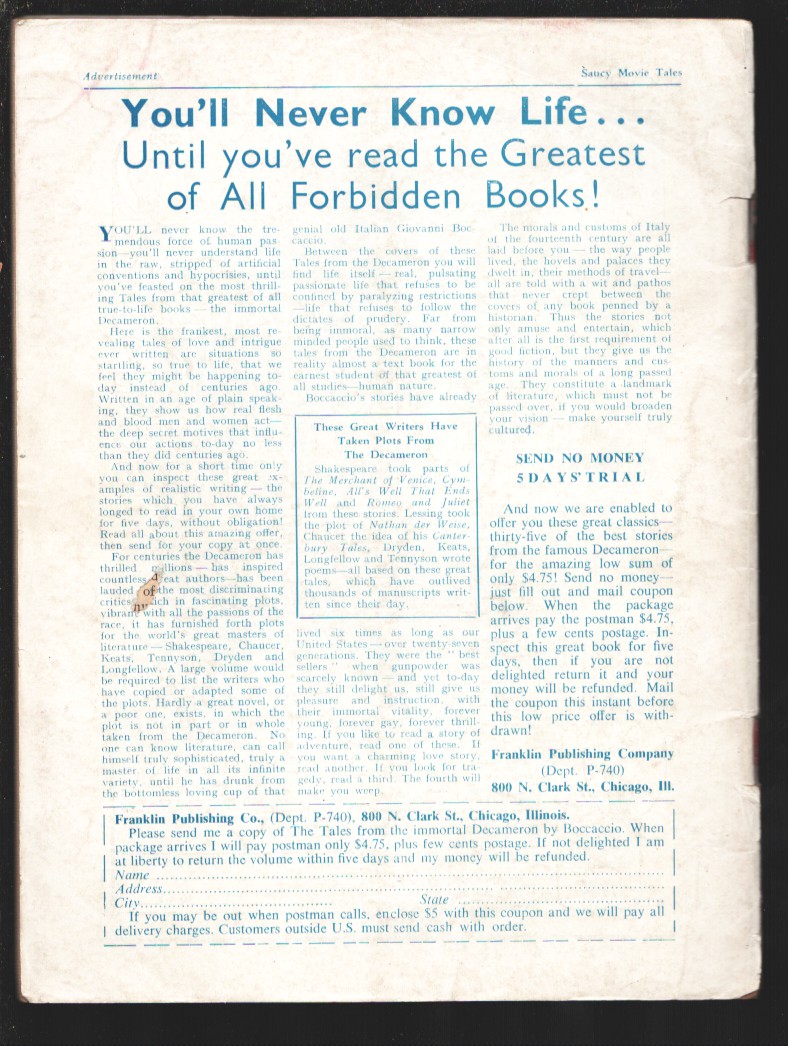 Advertisement
Saucy Movie Tales
You'll Never Know Life...
Until you've read the Greatest
of All Forbidden Books!
YOU'LL never know the tre-
mendous force of human pas-
sion—you'll never understand life
in the raw, stripped of artificial
conventions and hypocrisies, until
you've feasted on the most thrill-
ing Tales from that greatest of all
true-to-life books — the immortal
Decameron.
Here is the frankest, most re-
vealing tales of love and intrigue
ever written are situations so
startling, so true to life, that we
feel they might be happening to-
day instead of centuries ago.
Written in an age of plain speak-
ing, they show us how real flesh
and blood men and women act—
the deep secret motives that influ-
ence our actions to-day no less
than they did centuries ago.
And now for a short time only
you can inspect these great ex-
amples of realistic writing — the
stories which you have always
longed to read in your own home
for five days, without obligation!
Read all about this amazing offer,
then send for your copy at once.
For centuries the Decameron has
thrilled — has inspired
countless eat authors—has been
lauded of the most discriminating
critics ich in fascinating plots,
vibrant with all the passions of the
race, it has furnished forth plots
for the world's great masters of
literature — Shakespeare, Chaucer,
Keats, Tennyson, Dryden and
Longfellow. A large volume would
be required to list the writers who
have copied or adapted some of
the plots. Hardly a great novel, or
a poor one, exists, in which the
plot is not in part or in whole
taken from the Decameron. No
one can know literature, can call
himself truly sophisticated, truly a
master of life in all its infinite
variety, until he has drunk from
the bottomless loving cup of that
genial old Italian Giovanni Boc-
caccio.
Between the covers of these
Tales from the Decameron you will
find life itself — real, pulsating
passionate life that refuses to be
confined by paralyzing restrictions
—life that refuses to follow the
dictates of prudery. Far from
being immoral, as many narrow
minded people used to think, these
tales from the Decameron are in
reality almost a text book for the
earnest student of that greatest of
all studies—human nature.
Boccaccio's stories have already
These Great Writers Have
Taken Plots From
The Decameron
Shakespeare took parts of
The Merchant of Venice, Cym-
beline, All's Well That Ends
Well and Romeo and Juliet
from these stories. Lessing took
the plot of Nathan der Weise,
Chaucer the idea of his Canter-
bury Tales, Dryden, Keats,
Longfellow and Tennyson wrote
poems—all based on these great
tales, which have outlived
thousands of manuscripts writ-
ten since their day.
lived six times as long as our
United States — over twenty-seven
generations. They were the "best
sellers" when gunpowder was
scarcely known — and yet to-day
they still delight us, still give us
pleasure and instruction, with
their immortal vitality, forever
young, forever gay, forever thrill-
ing. If you like to read a story of
adventure, read one of these. If
you want a charming love story,
read another. If you look for tra-
gedy, read a third. The fourth will
make you weep.
The morals and customs of Italy
of the fourteenth century are all
laid before you — the way people
lived, the hovels and palaces they
dwelt in, their methods of travel—
all are told with a wit and pathos
that never crept between the
covers of any book penned by a
historian. Thus the stories not
only amuse and entertain, which
after all is the first requirement of
good fiction, but they give us the
history of the manners and cus-
toms and morals of a long passed
age. They constitute a landmark
of literature, which must not be
passed over, if you would broaden
your vision — make yourself truly
cultured.
SEND NO MONEY
5 DAYS' TRIAL
And now we are enabled to
offer you these great classics—
thirty-five of the best stories
from the famous Decameron—
for the amazing low sum of
only $4.75! Send no money—
just fill out and mail coupon
below. When the package
arrives pay the postman $4.75,
plus a few cents postage. In-
spect this great book for five
days, then if you are not
delighted return it and your
money will be refunded. Mail
the coupon this instant before
this low price offer is with-
drawn!
Franklin Publishing Company
(Dept. P-740)
800 N. Clark St., Chicago, Ill.
Franklin Publishing Co., (Dept. P-740), 800 N. Clark St., Chicago, Illinois.
Please send me a copy of The Tales from the immortal Decameron by Boccaccio. When
package arrives I will pay postman only $4.75, plus few cents postage. If not delighted I am
at liberty to return the volume within five days and my money will be refunded.
Name
Address
City State
If you may be out when postman calls, enclose $5 with this coupon and we will pay all
delivery charges. Customers outside U.S. must send cash with order.